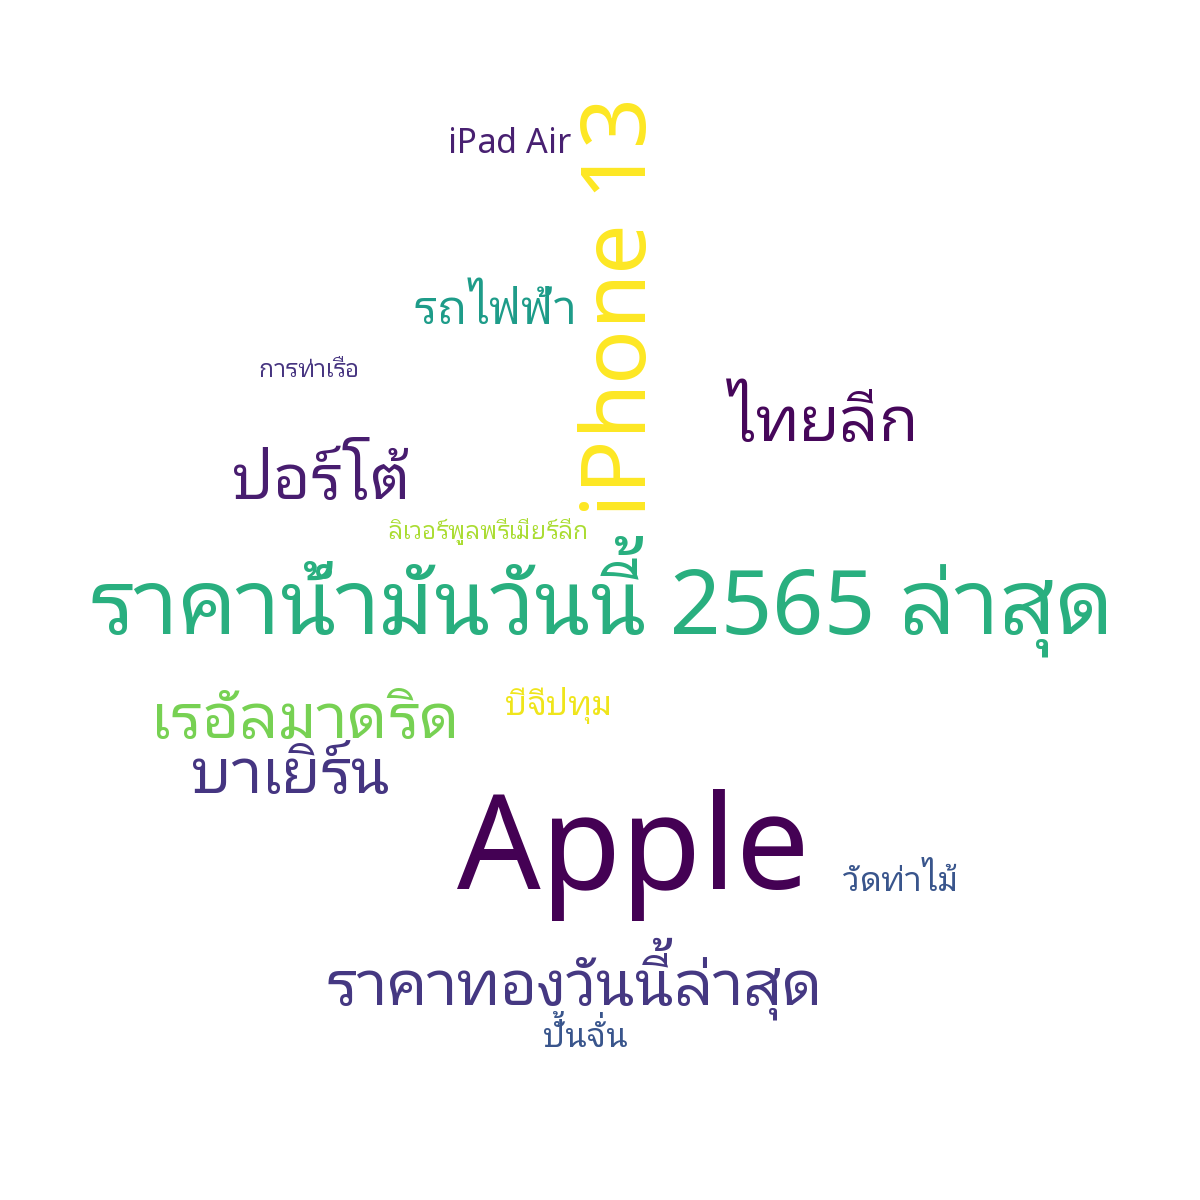 iPad Air
iPhone 13
รถไฟฟ้า
การท่าเรือ
ไทยลีก
ปอร์โต้
ลิเวอร์พูลพรีเมียร์ลีก
ราคาน้ํามันวันนี้ 2565 ล่าสุด
เรอัลมาดริด
บีจีปทุม
บาเยิร์น
Apple
วัดท่าไม้
ราคาทองวันนี้ล่าสุด
ปั้นจั่น